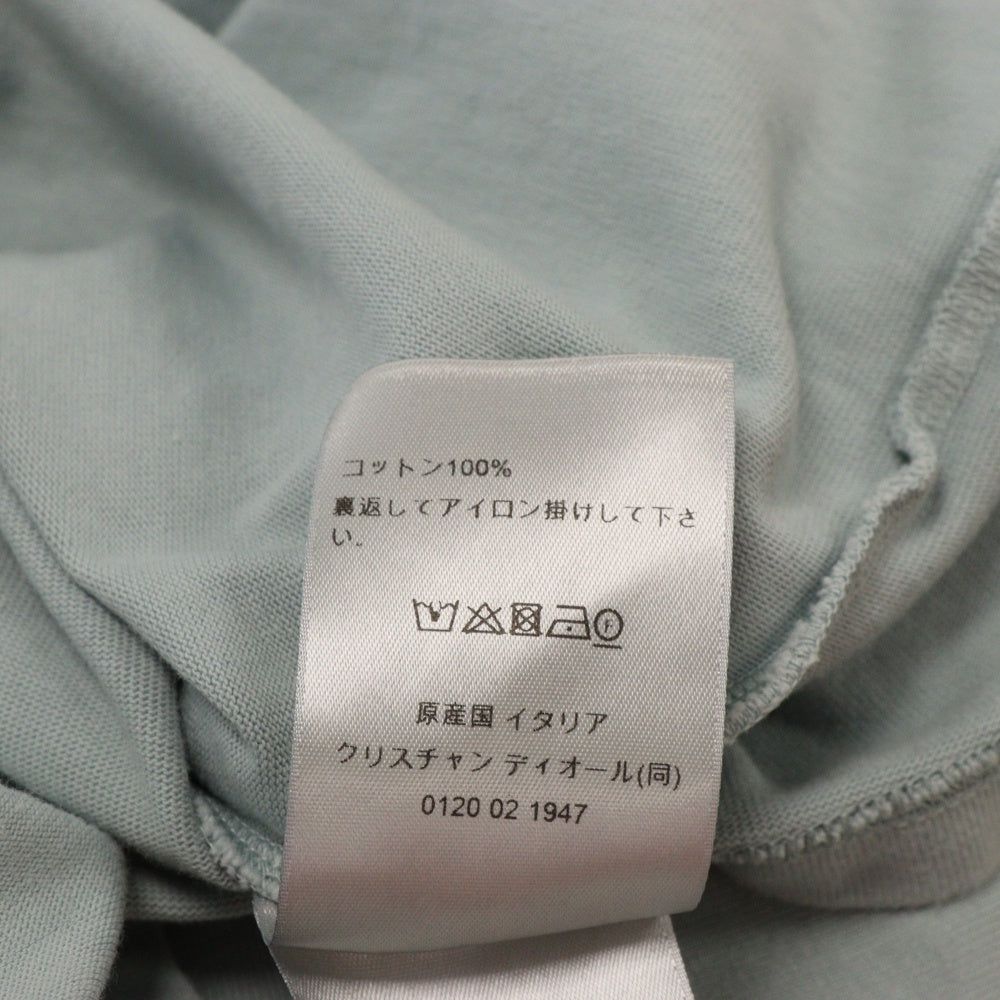 コットン100%
裏返してアイロン掛けして下さ
い。
F
原産国 イタリア
クリスチャン ディオール(同)
0120 02 1947